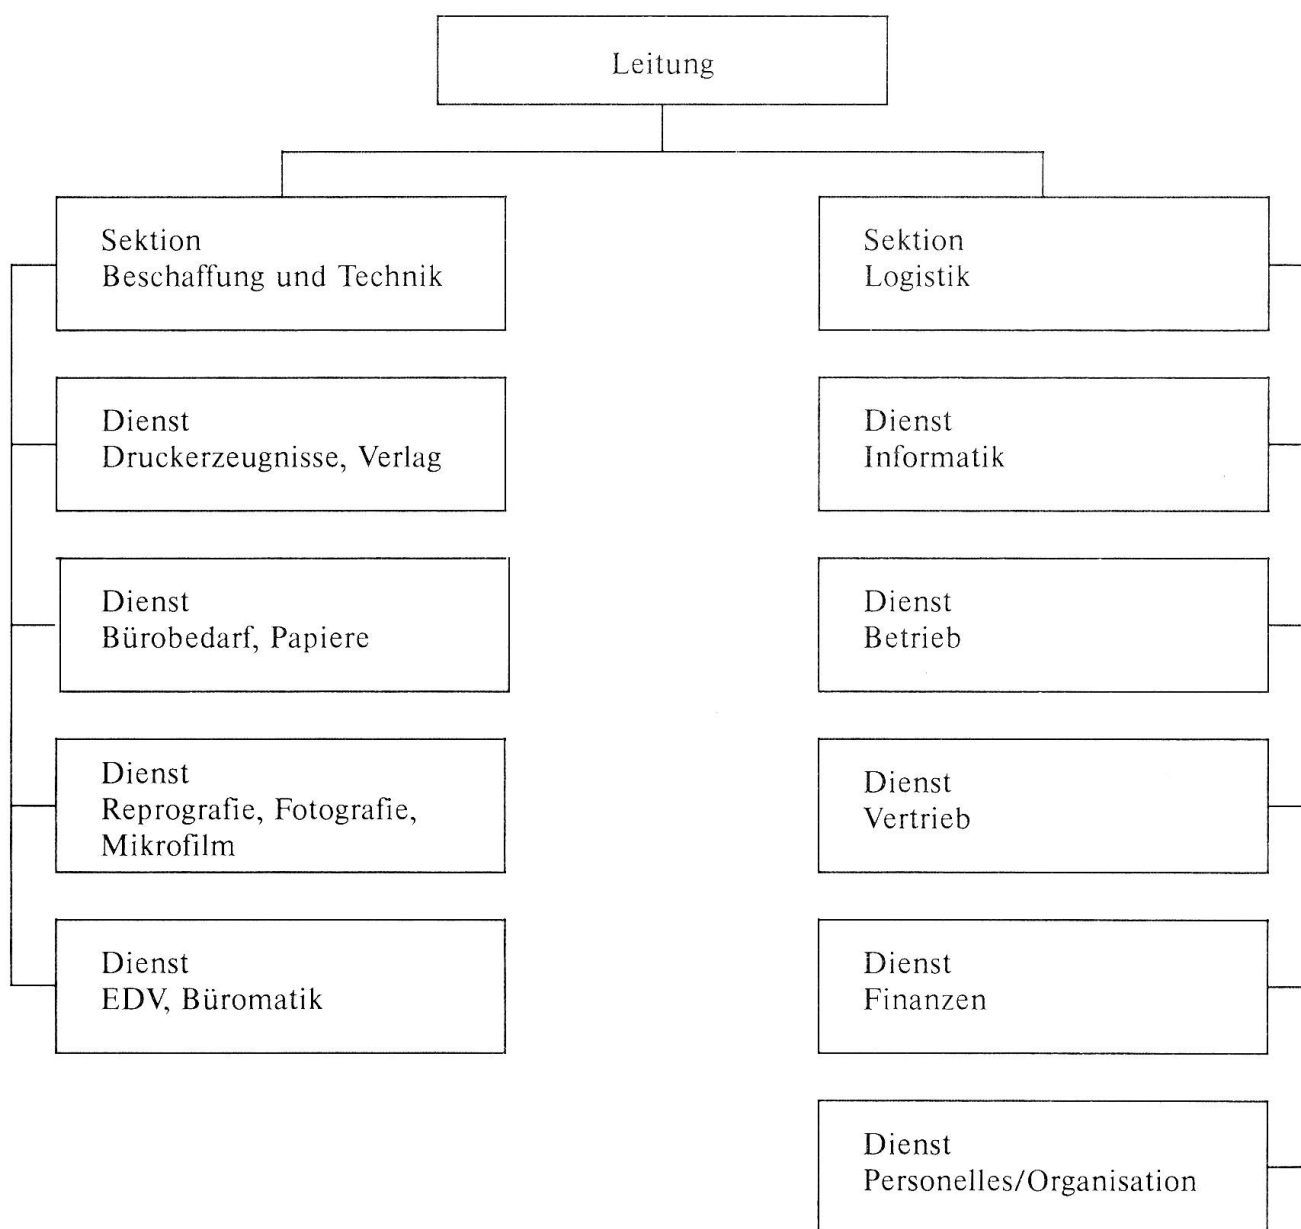 Leitung
Sektion
Beschaffung und Technik
Dienst
Druckerzeugnisse, Verlag
Dienst
Bürobedarf, Papiere
Dienst
Reprografie, Fotografie,
Mikrofilm
Dienst
EDV, Büromatik
Sektion
Logistik
Dienst
Informatik
Dienst
Betrieb
Dienst
Vertrieb
Dienst
Finanzen
Dienst
Personelles/Organisation